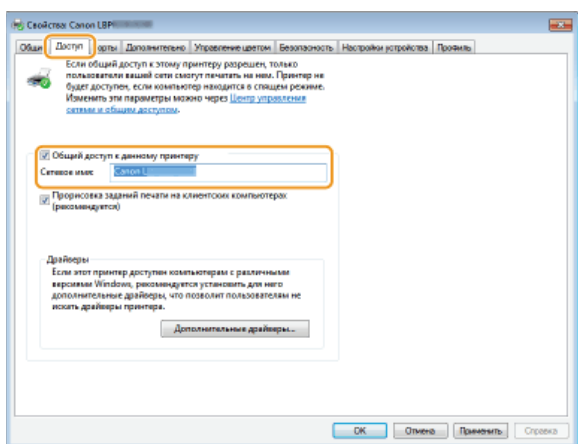 Свойства: Canon LBP
Общие Доступ орты Дополнительно Управление цветом Безопасность Настройки устройства Профиль
Если общий доступ к этому принтеру разрешен, только
пользователи вашей сети смогут печатать на нем. Принтер не
будет доступен, если компьютер находится в спящем режиме.
Изменить эти параметры можно через Центр управления
сетями и общим доступом.
Общий доступ к данному принтеру
Сетевое имя: Canon L
Прорисовка заданий печати на клиентских компьютерах
(рекомендуется)
Драйверы
Если этот принтер доступен компьютерам с различными
версиями Windows, рекомендуется установить для него
дополнительные драйверы, что позволит пользователям не
искать драйверы принтера.
Дополнительные драйверы...
OK Отмена Применить Справка